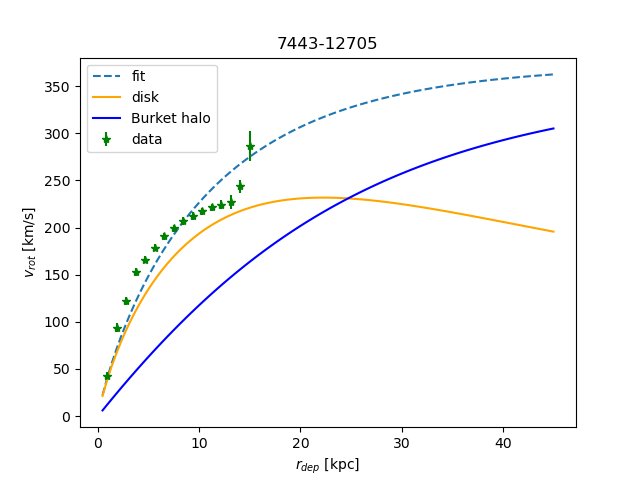 7443-12705
fit
disk
Burket halo
data
350
300
250
200
150
100
50
0
v_rot [km/s]
0 10 20 30 40
r_dep [kpc]